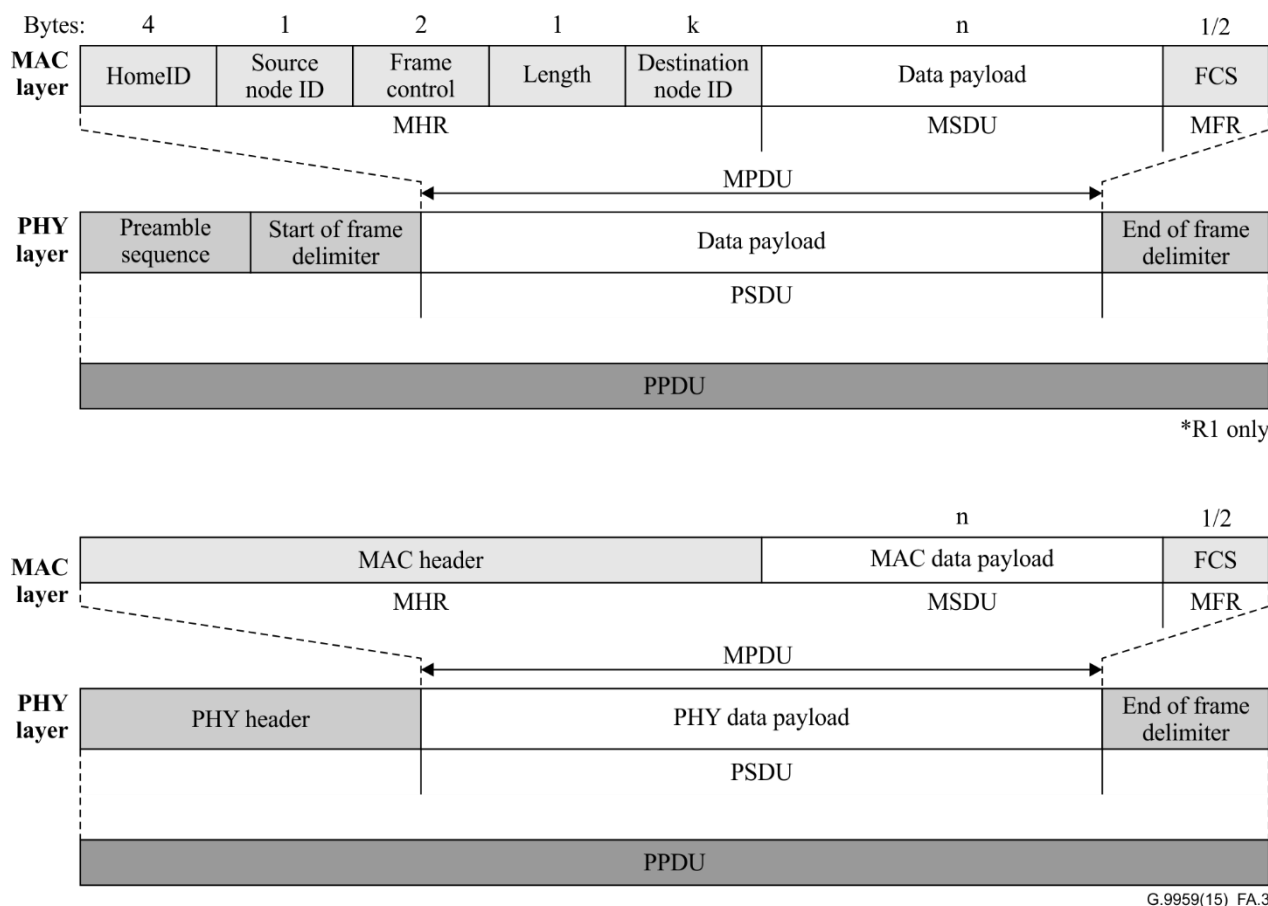 Bytes: 4 1 2 1 k n 1/2
MAC layer
HomeID
Source node ID
Frame control
Length
Destination node ID
Data payload
FCS
MHR MSDU MFR
MPDU
PHY layer
Preamble sequence
Start of frame delimiter
Data payload
End of frame delimiter
PSDU
PPDU
*R1 only
n 1/2
MAC layer
MAC header
MAC data payload
FCS
MHR MSDU MFR
MPDU
PHY layer
PHY header
PHY data payload
End of frame delimiter
PSDU
PPDU
G.9959(15)_FA.3